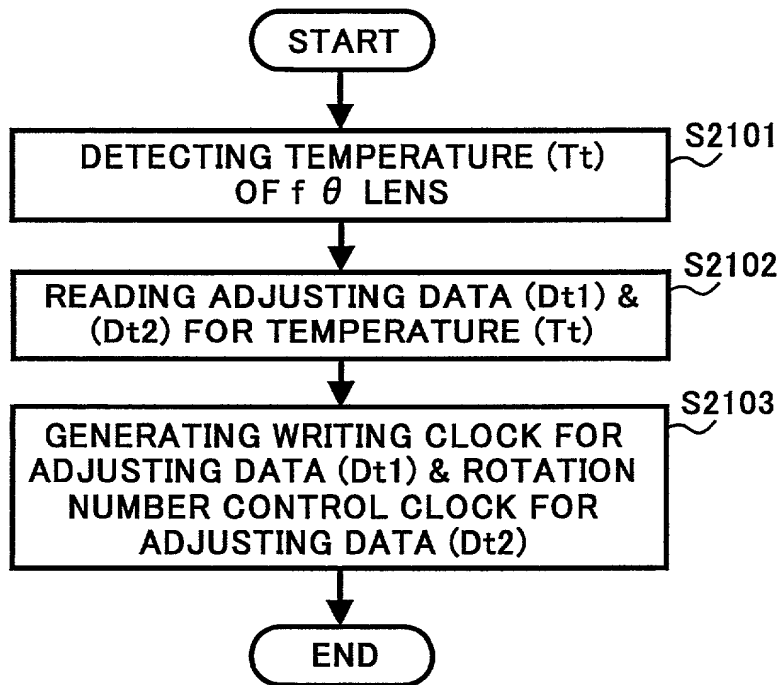 START
S2101
DETECTING TEMPERATURE (Tt)
OF f θ LENS
S2102
READING ADJUSTING DATA (Dt1) &
(Dt2) FOR TEMPERATURE (Tt)
S2103
GENERATING WRITING CLOCK FOR
ADJUSTING DATA (Dt1) & ROTATION
NUMBER CONTROL CLOCK FOR
ADJUSTING DATA (Dt2)
END